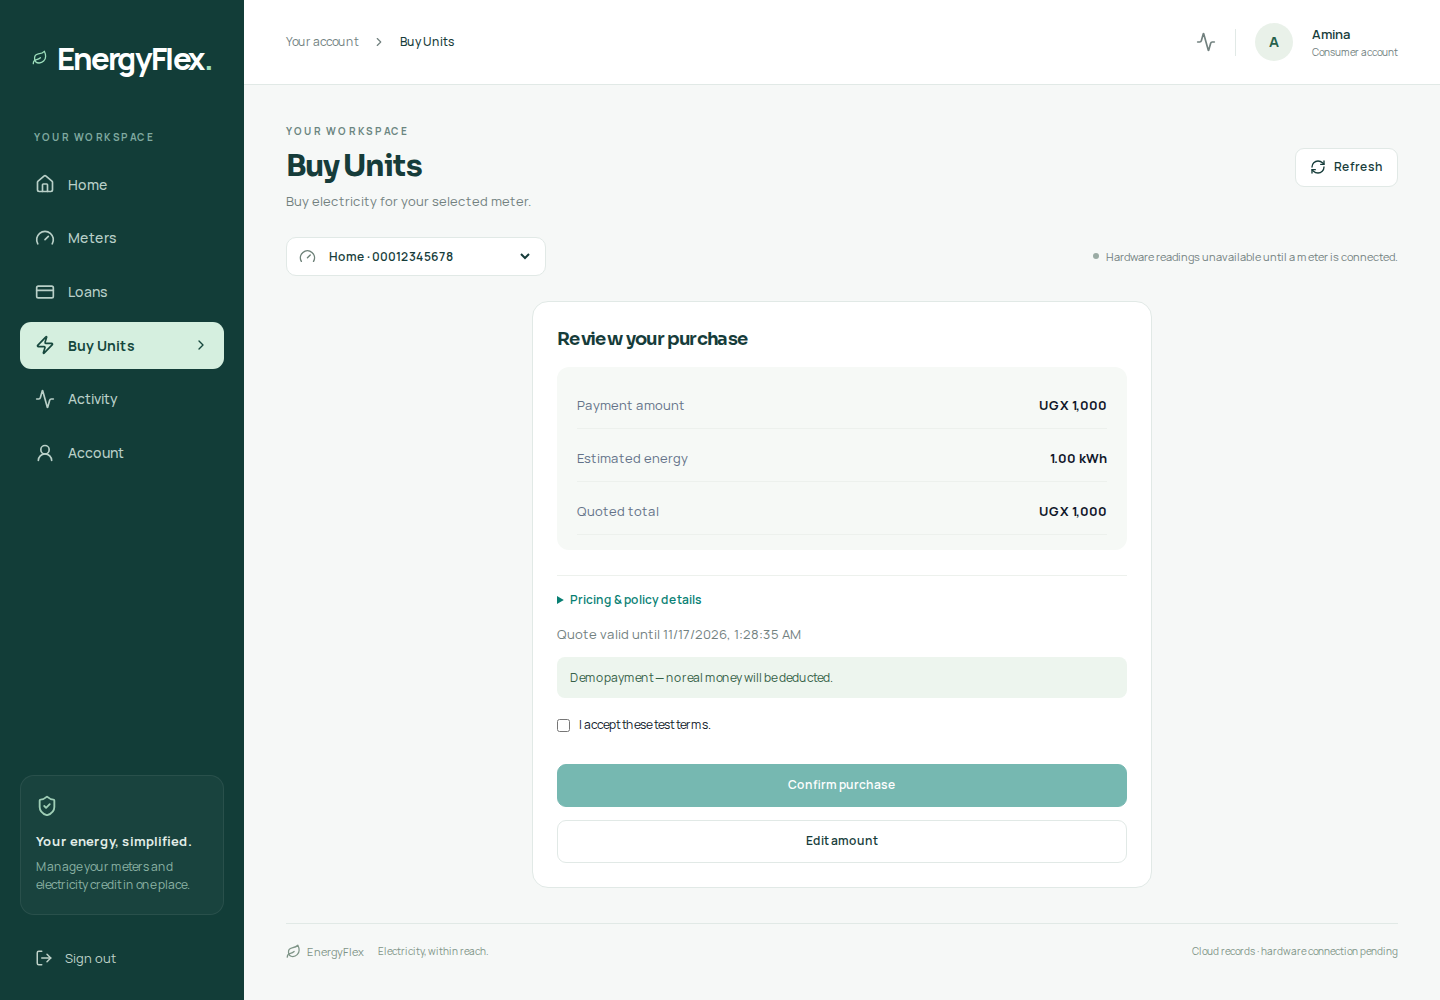 EnergyFlex.
YOUR WORKSPACE
Home
Meters
Loans
Buy Units
Activity
Account
Your energy, simplified.
Manage your meters and
electricity credit in one place.
Sign out
Your account > Buy Units
A
Amina
Consumer account
YOUR WORKSPACE
Buy Units
Buy electricity for your selected meter.
Refresh
Home · 00012345678
Hardware readings unavailable until a meter is connected.
Review your purchase
Payment amount UGX 1,000
Estimated energy 1.00 kWh
Quoted total UGX 1,000
Pricing & policy details
Quote valid until 11/17/2026, 1:28:35 AM
Demo payment — no real money will be deducted.
I accept these test terms.
Confirm purchase
Edit amount
EnergyFlex Electricity, within reach.
Cloud records · hardware connection pending